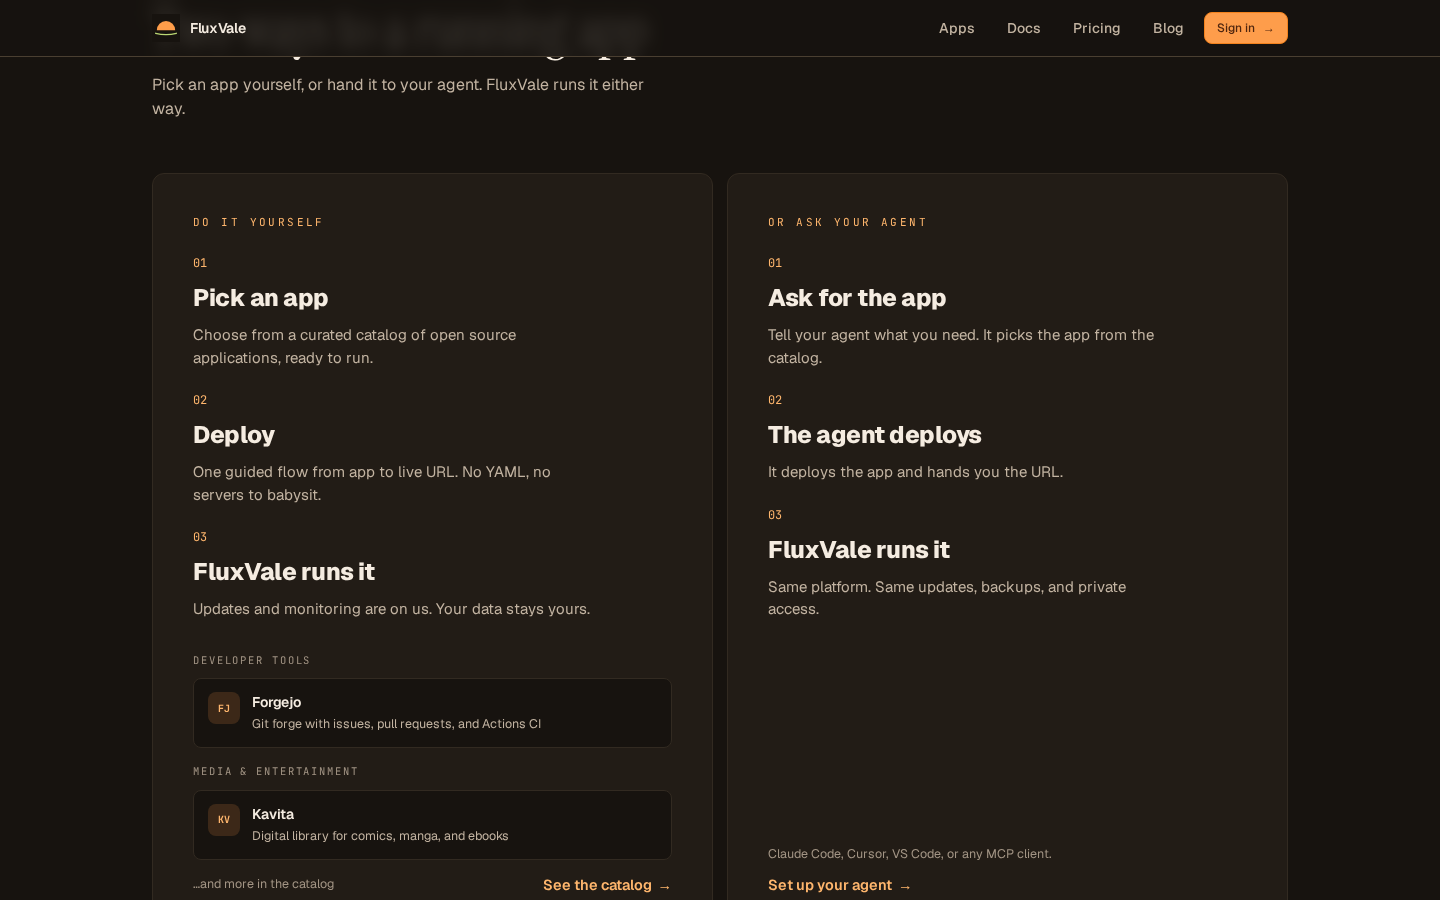 FluxVale
Apps
Docs
Pricing
Blog
Sign in →
Pick an app yourself, or hand it to your agent. FluxVale runs it either
way.
DO IT YOURSELF
01
Pick an app
Choose from a curated catalog of open source
applications, ready to run.
02
Deploy
One guided flow from app to live URL. No YAML, no
servers to babysit.
03
FluxVale runs it
Updates and monitoring are on us. Your data stays yours.
DEVELOPER TOOLS
FJ
Forgejo
Git forge with issues, pull requests, and Actions CI
MEDIA & ENTERTAINMENT
KV
Kavita
Digital library for comics, manga, and ebooks
...and more in the catalog
See the catalog →
OR ASK YOUR AGENT
01
Ask for the app
Tell your agent what you need. It picks the app from the
catalog.
02
The agent deploys
It deploys the app and hands you the URL.
03
FluxVale runs it
Same platform. Same updates, backups, and private
access.
Claude Code, Cursor, VS Code, or any MCP client.
Set up your agent →